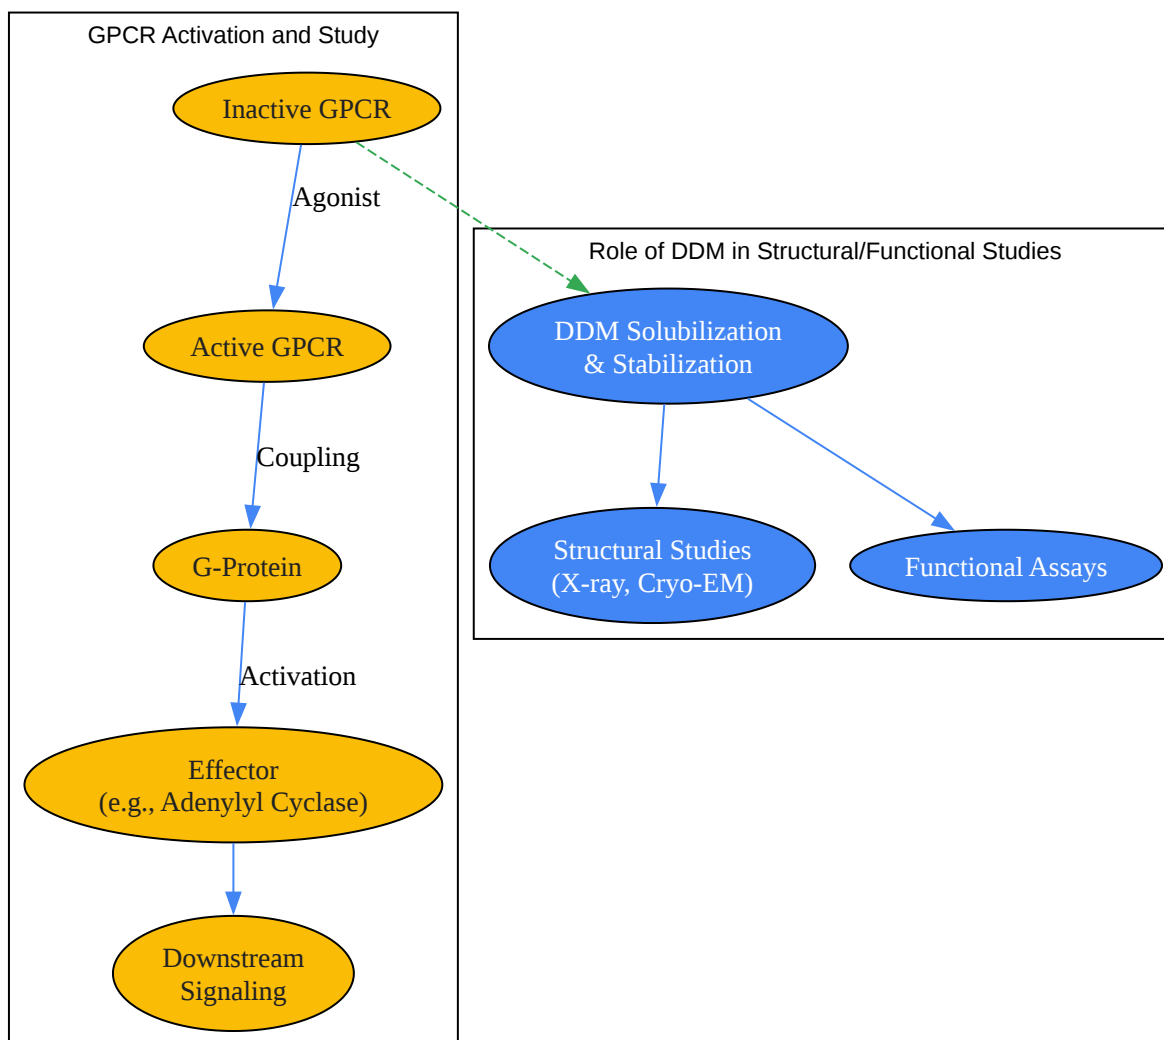 GPCR Activation and Study
Inactive GPCR
Agonist
Active GPCR
Coupling
G-Protein
Activation
Effector
(e.g., Adenylyl Cyclase)
Downstream
Signaling
Role of DDM in Structural/Functional Studies
DDM Solubilization
& Stabilization
Structural Studies
(X-ray, Cryo-EM)
Functional Assays